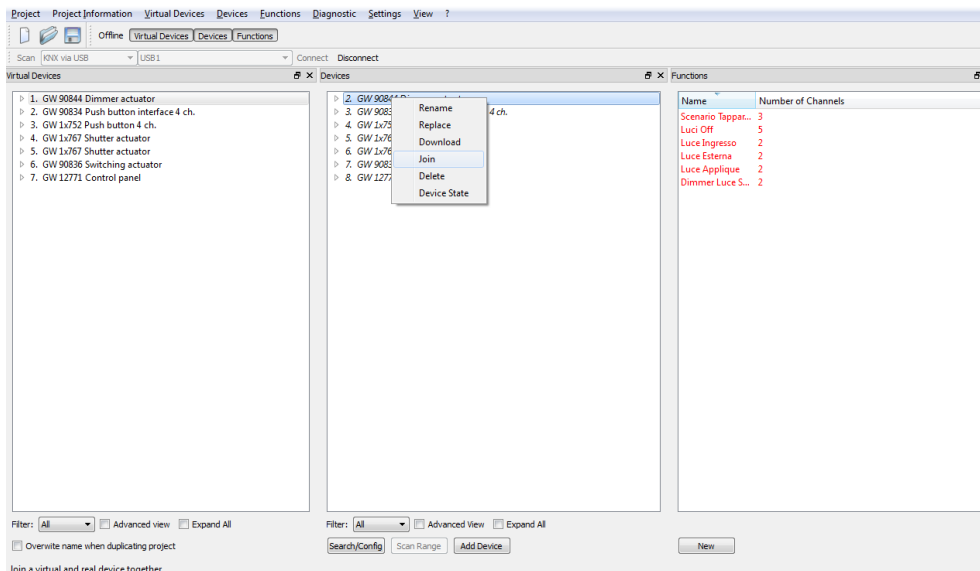 Project Project Information Virtual Devices Devices Functions Diagnostic Settings View ?
Offline Virtual Devices Devices Functions
Scan KNX via USB USB1 Connect Disconnect
Virtual Devices
1. GW 90844 Dimmer actuator
2. GW 90834 Push button interface 4 ch.
3. GW 1x752 Push button 4 ch.
4. GW 1x767 Shutter actuator
5. GW 1x767 Shutter actuator
6. GW 90836 Switching actuator
7. GW 12771 Control panel
Filter: All Advanced view Expand All
Overwite name when duplicating project
Devices
2. GW 90844
3. GW 9083 4 ch.
4. GW 1x75
5. GW 1x76
6. GW 1x76
7. GW 9083
8. GW 1277
Rename
Replace
Download
Join
Delete
Device State
Filter: All Advanced View Expand All
Search/Config Scan Range Add Device
Functions
Name Number of Channels
Scenario Tappar... 3
Luci Off 5
Luce Ingresso 2
Luce Esterna 2
Luce Applique 2
Dimmer Luce S... 2
New
Join a virtual and real device together